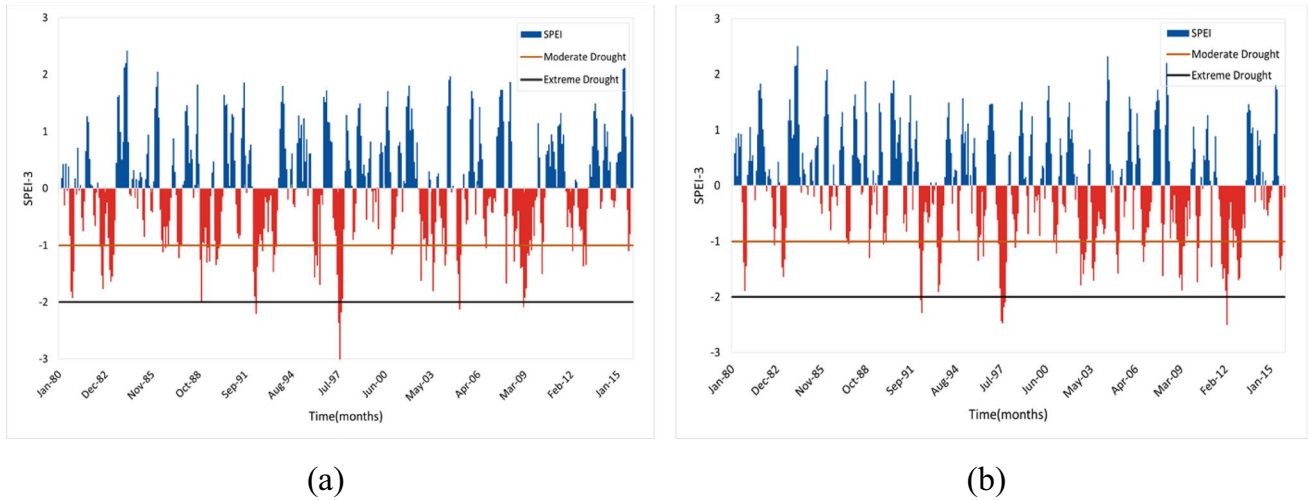 3
2
1
0
-1
-2
-3
SPEI-3
SPEI
Moderate Drought
Extreme Drought
Jan-80
Dec-82
Nov-85
Oct-88
Sep-91
Aug-94
Jul-97
Jun-00
May-03
Apr-06
Mar-09
Feb-12
Jan-15
Time(months)
(a)
3
2
1
0
-1
-2
-3
SPEI-3
SPEI
Moderate Drought
Extreme Drought
Jan-80
Dec-82
Nov-85
Oct-88
Sep-91
Aug-94
Jul-97
Jun-00
May-03
Apr-06
Mar-09
Feb-12
Jan-15
Time(months)
(b)